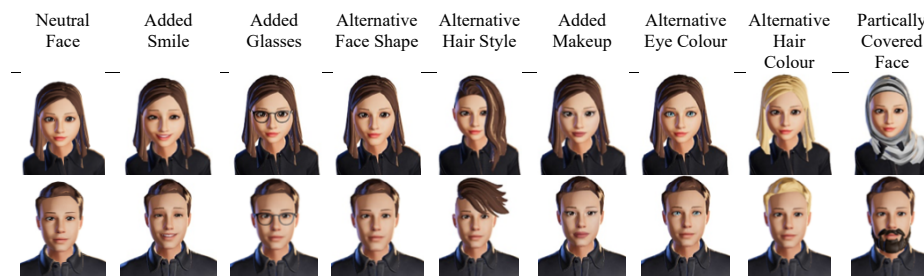 Neutral
Face
Added
Smile
Added
Glasses
Alternative
Face Shape
Alternative
Hair Style
Added
Makeup
Alternative
Eye Colour
Alternative
Hair
Colour
Partically
Covered
Face